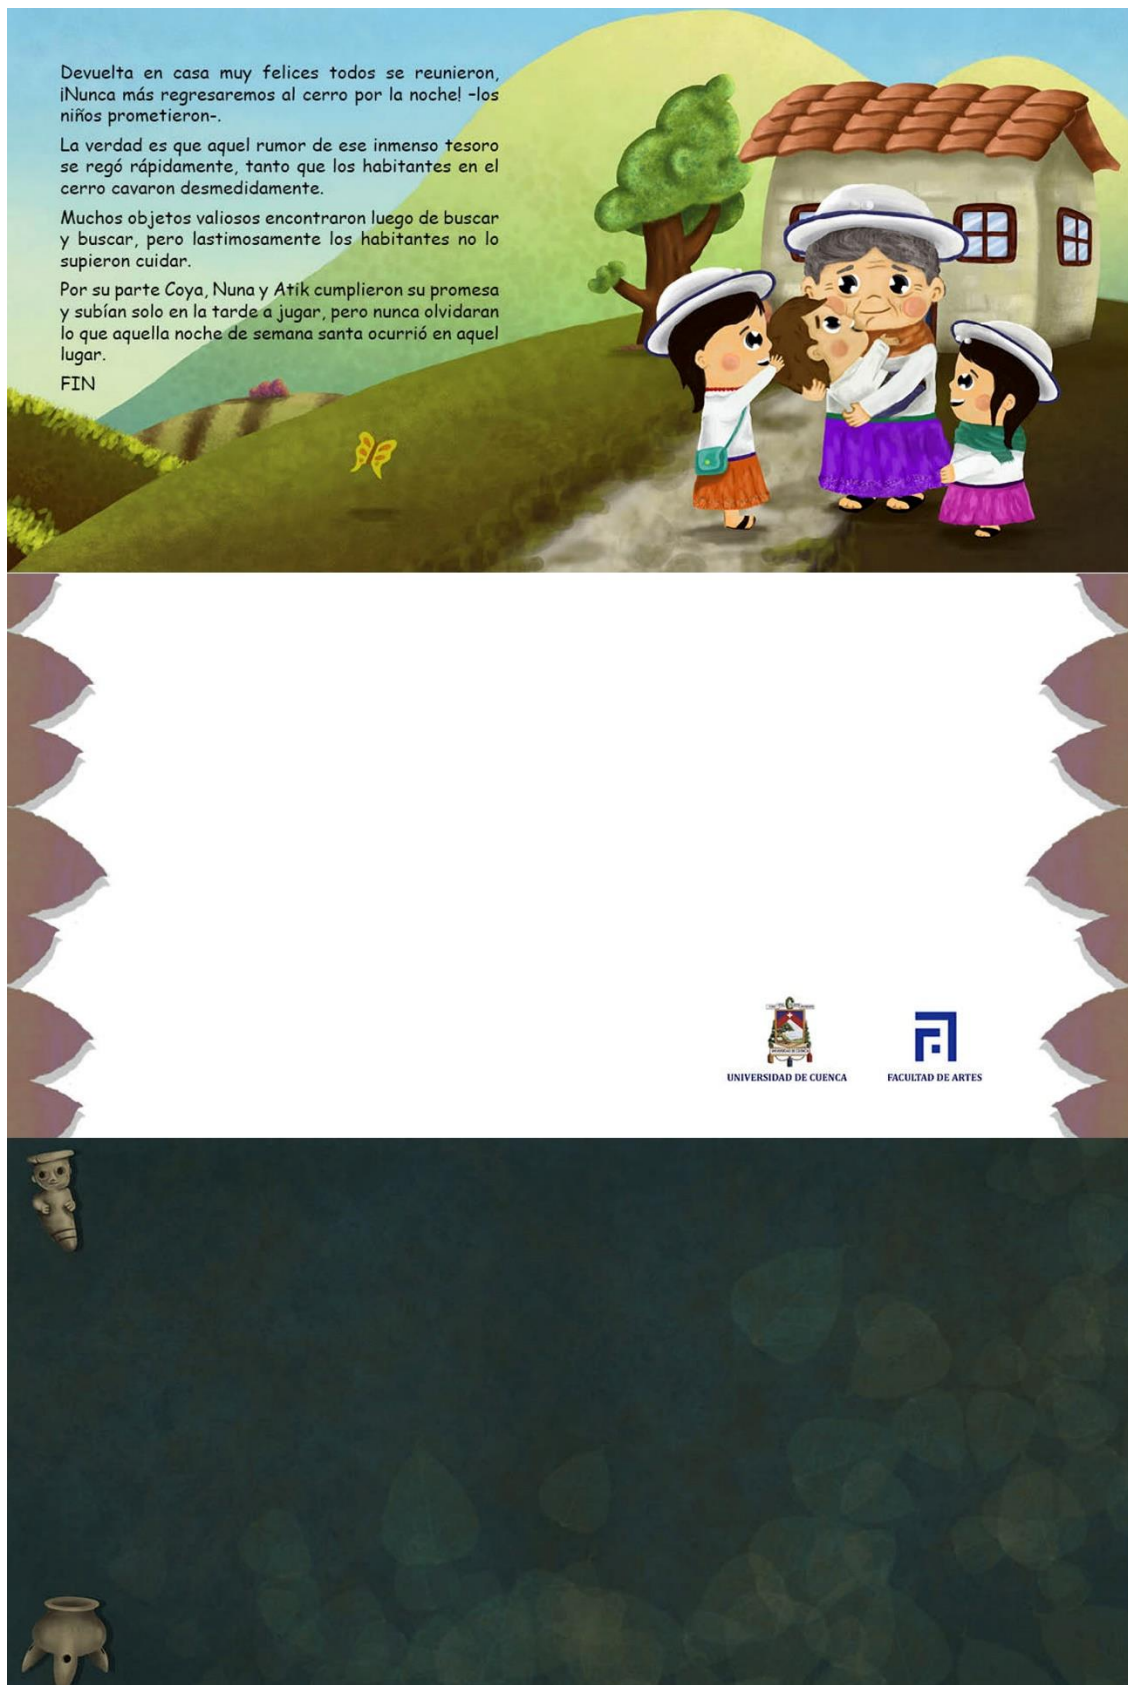 Devuelta en casa muy felices todos se reunieron,
¡Nunca más regresaremos al cerro por la noche! –los
niños prometieron-.
La verdad es que aquel rumor de ese inmenso tesoro
se regó rápidamente, tanto que los habitantes en el
cerro cavaron desmedidamente.
Muchos objetos valiosos encontraron luego de buscar
y buscar, pero lastimosamente los habitantes no lo
supieron cuidar.
Por su parte Coya, Nuna y Atik cumplieron su promesa
y subían solo en la tarde a jugar, pero nunca olvidaran
lo que aquella noche de semana santa ocurrió en aquel
lugar.
FIN
UNIVERSIDAD DE CUENCA
UNIVERSIDAD DE CUENCA
FACULTAD DE ARTES